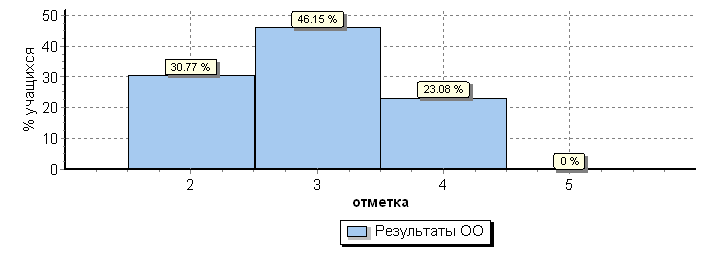 % учащихся
50
40
30
20
10
0
30.77 %
46.15 %
23.08 %
0 %
2 3 4 5
отметка
Результаты ОО